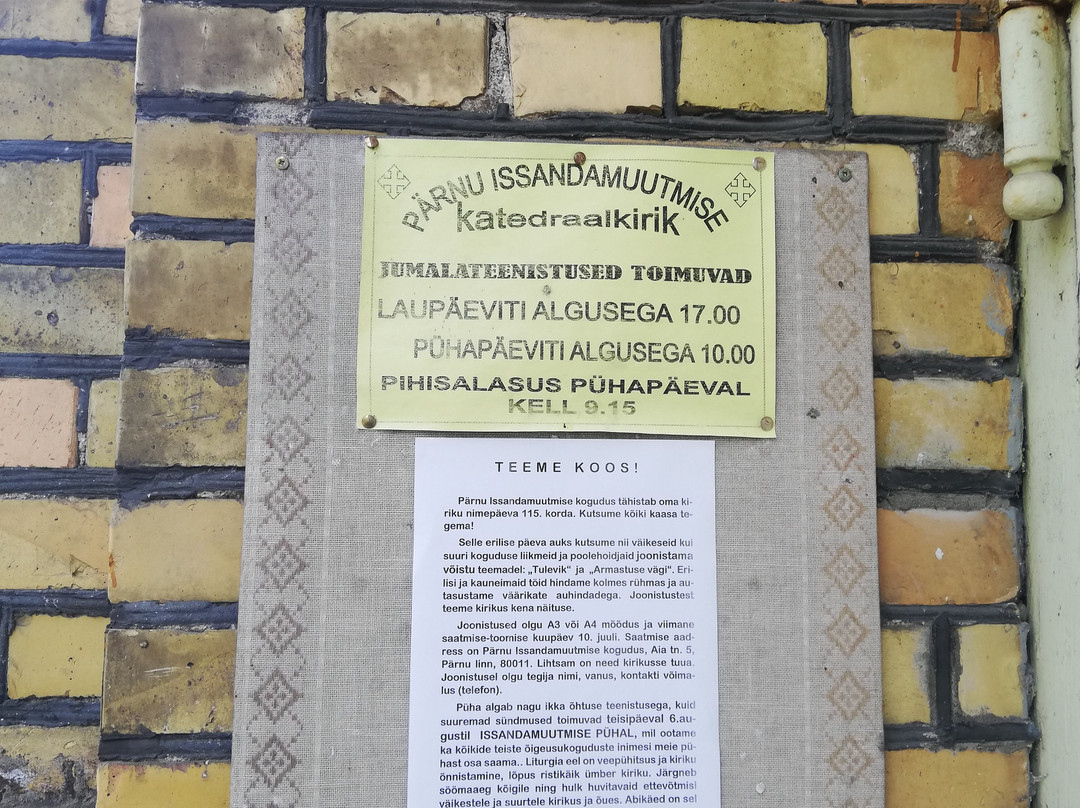 PÄRNU ISSANDAMUUTMISE
katedraalkirik
JUMALATEENISTUSED TOIMUVAD
LAUPÄEVITI ALGUSEGA 17.00
PÜHAPÄEVITI ALGUSEGA 10.00
PIHISALASUS PÜHAPÄEVAL
KELL 9.15
TEEME KOOS!
Pärnu Issandamuutmise kogudus tähistab oma ki-
riku nimepäeva 115. korda. Kutsume kõiki kaasa te-
gema!
Selle erilise päeva auks kutsume nii väikeseid kui
suuri koguduse liikmeid ja poolehoidjaid joonistama
võistu teemadel: „Tulevik“ ja „Armastuse vägi“. Eri-
lisi ja kauneimaid töid hindame kolmes rühmas ja au-
tasustame väärikate auhindadega. Joonistustest
teeme kirikus kena näituse.
Joonistused olgu A3 või A4 mõõdus ja viimane
saatmise-toomise kuupäev 10. juuli. Saatmise aad-
ress on Pärnu Issandamuutmise kogudus, Aia tn. 5,
Pärnu linn, 80011. Lihtsam on need kirikusse tuua.
Joonistusel olgu tegija nimi, vanus, kontakti võima-
lus (telefon).
Püha algab nagu ikka õhtuse teenistusega, kuid
suuremad sündmused toimuvad teisipäeval 6.au-
gustil ISSANDAMUUTMISE PÜHAL, mil ootame
ka kõikide teiste õigeusukoguduste inimesi meie pü-
hast osa saama.. Liturgia eel on veepühitsus ja kiriku
õnnistamine, lõpus ristikäik ümber kiriku. Järgneb
söömaaeg kõigile ning hulk huvitavaid ettevõtmisi
väikestele ja suurtele kirikus ja õues. Abikäed on sel